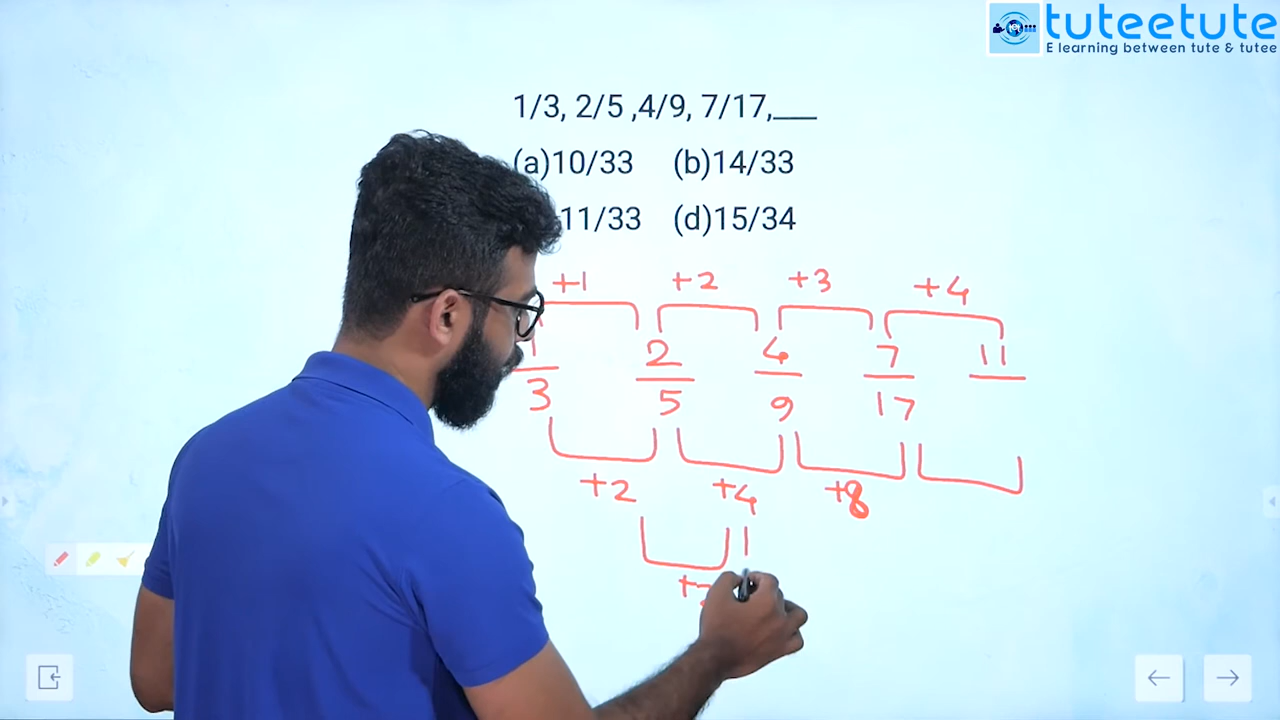 tuteetute
E learning between tute & tutee
1/3, 2/5 ,4/9, 7/17,___
(a)10/33 (b)14/33
11/33 (d)15/34
+1 +2 +3 +4
1 2 4 7 11
3 5 9 17
+2 +4 +8